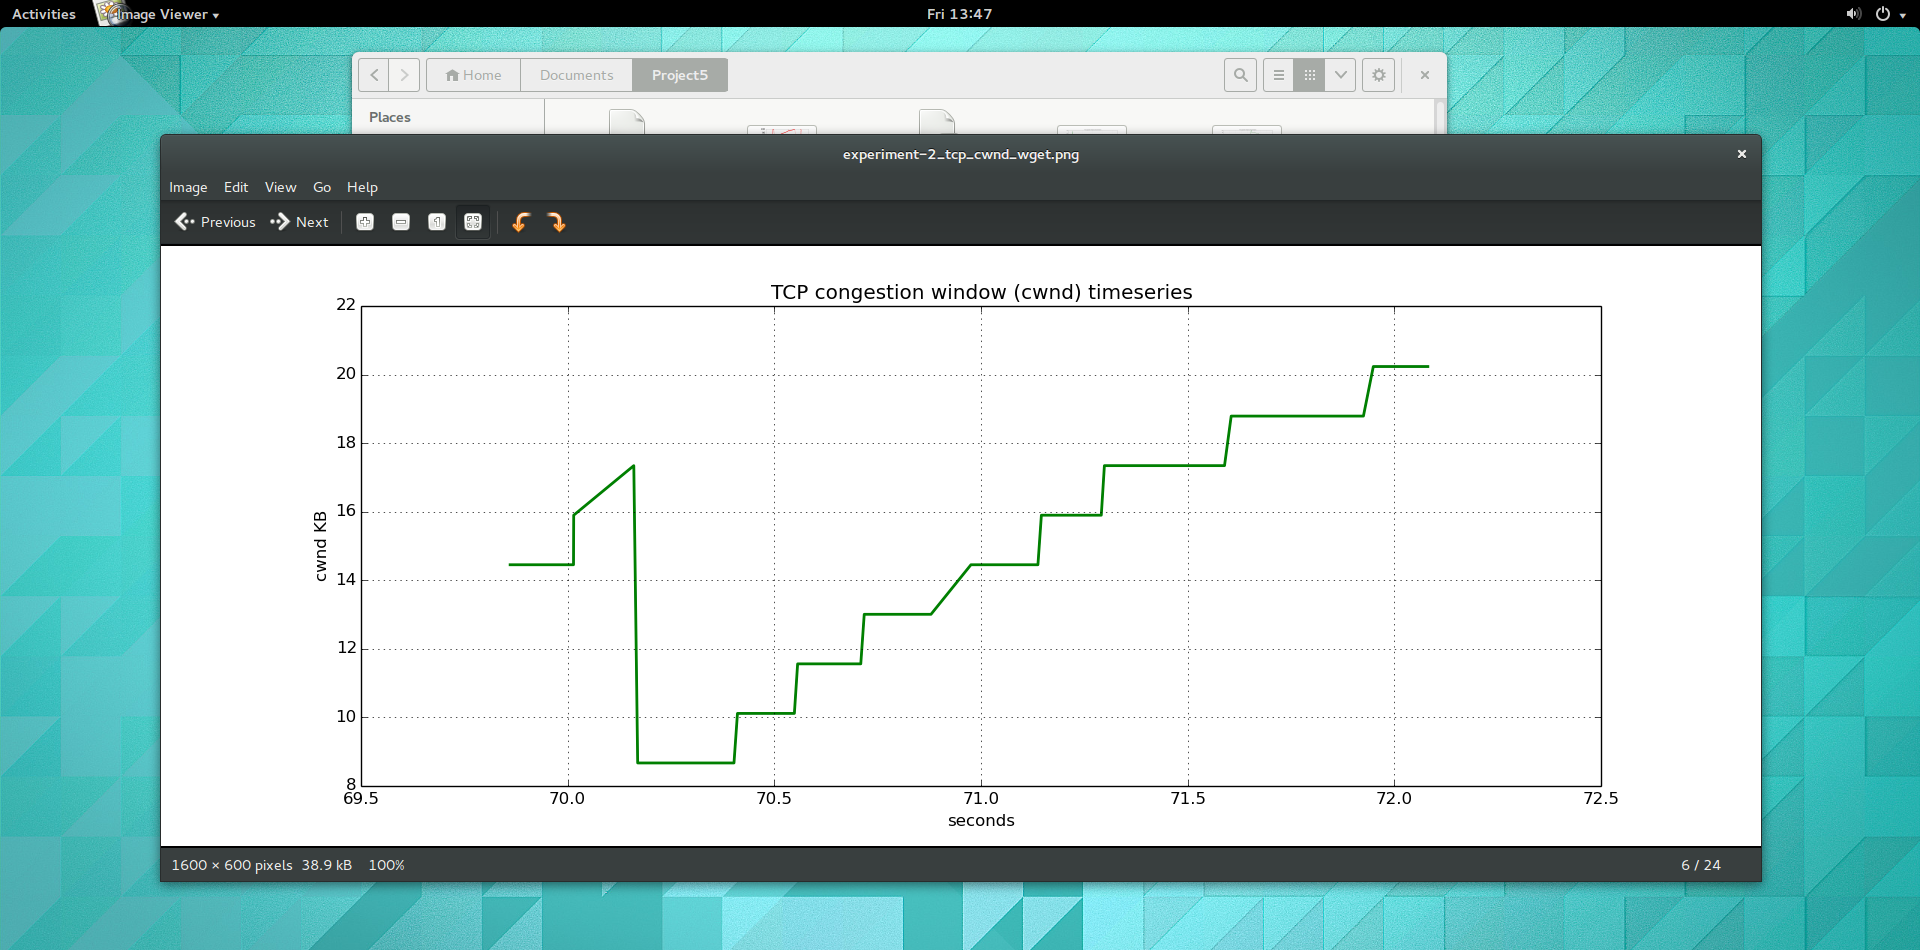 Activities Image Viewer Fri 13:47
Home Documents Project5
Places
experiment-2_tcp_cwnd_wget.png
Image Edit View Go Help
Previous Next
TCP congestion window (cwnd) timeseries
22
20
18
16
14
12
10
8
cwnd KB
69.5 70.0 70.5 71.0 71.5 72.0 72.5
seconds
1600 × 600 pixels 38.9 kB 100% 6 / 24